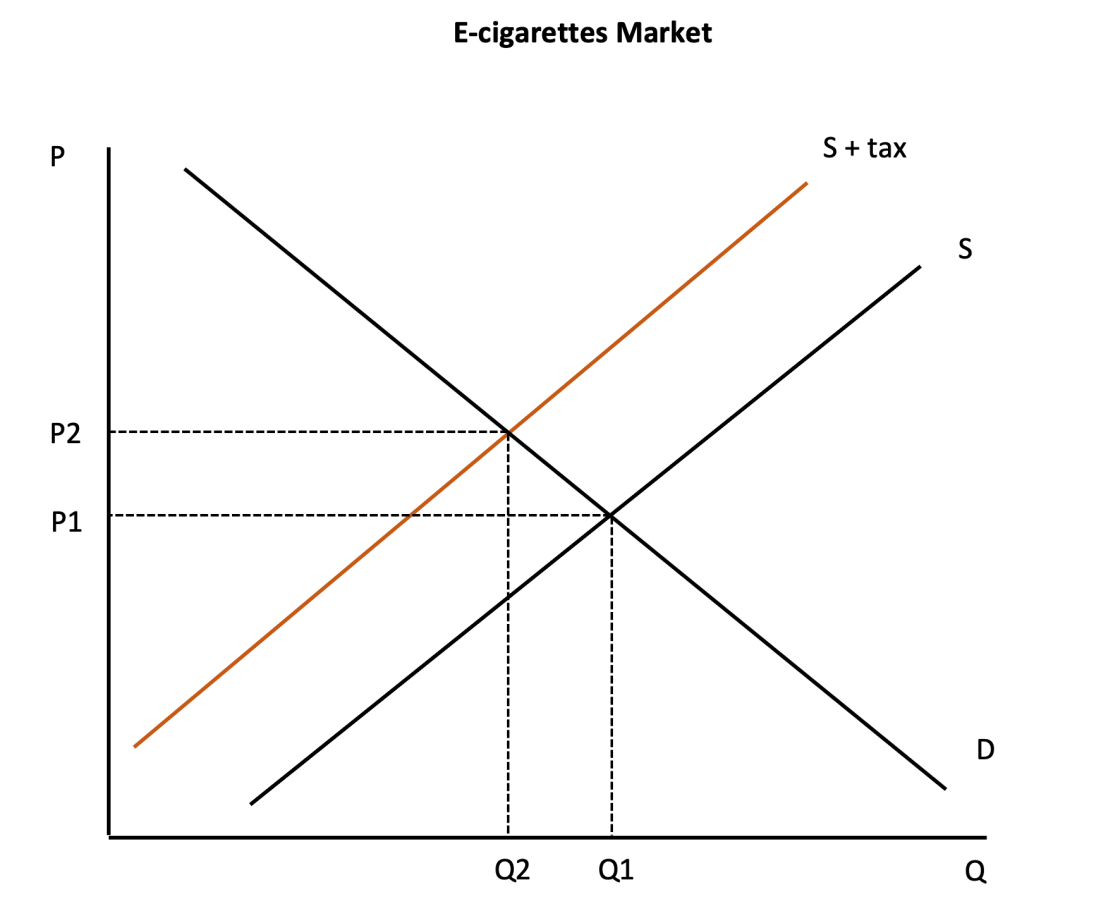 E-cigarettes Market
P
S + tax
S
P2
P1
D
Q2
Q1
Q